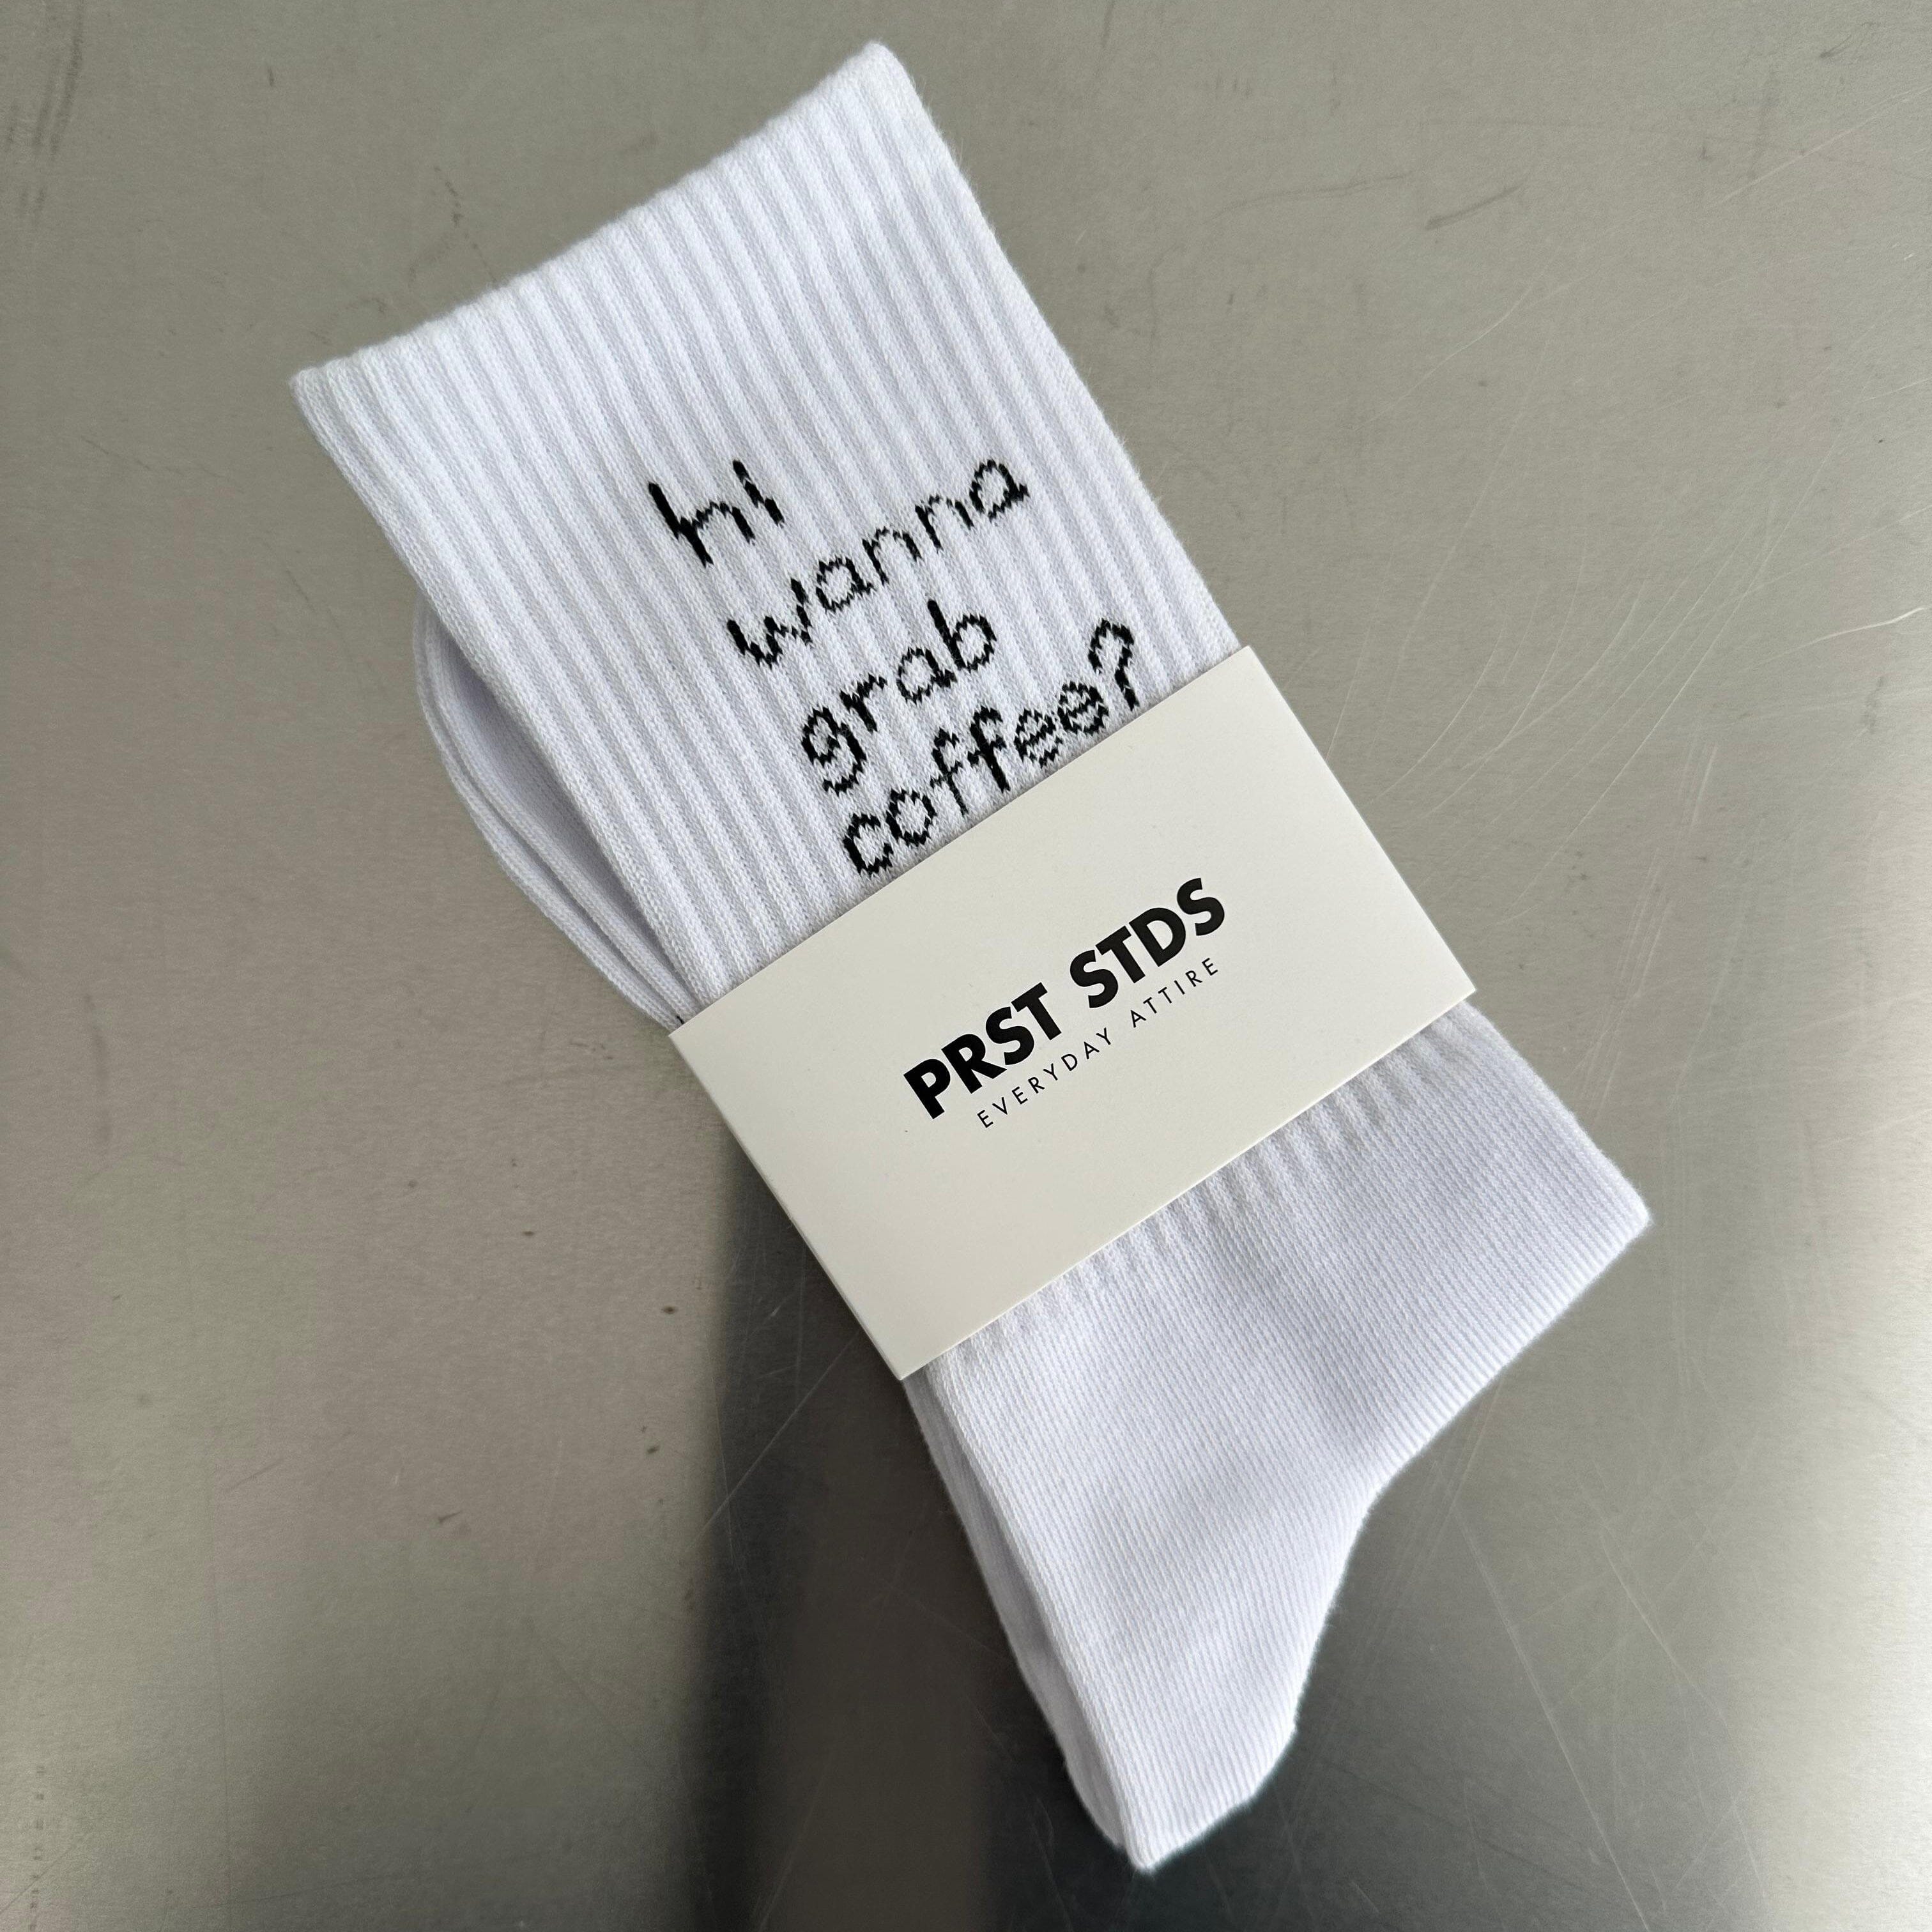 hi
wanna
grab
coffee?
PRST STDS
EVERYDAY ATTIRE